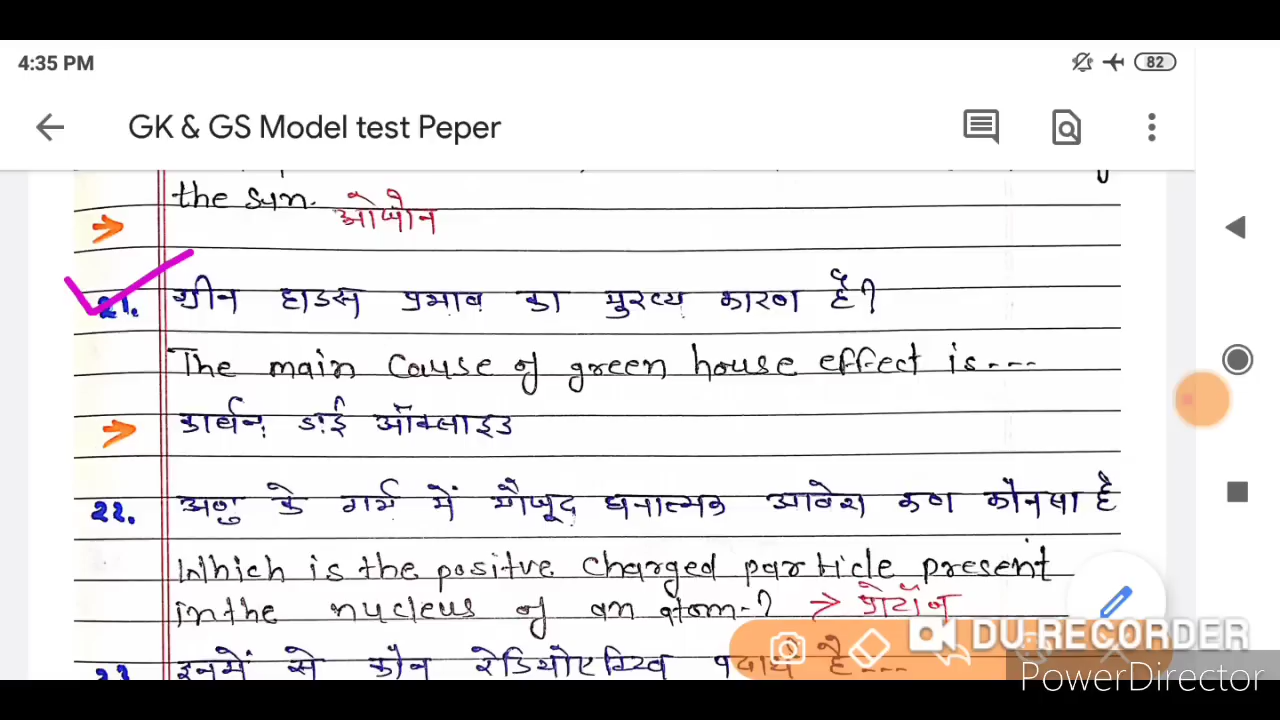 4:35 PM
82
GK & GS Model test Peper
the sun. ओजोन
21. ग्रीन हाउस प्रभाव का मुख्य कारण है?
The main cause of green house effect is---
कार्बन डाई ऑक्साइड
22. अणु के गर्भ में मौजूद धनात्मक आवेश कण कौनसा है
Which is the positve charged particle present
in the nucleus of an atom-? > प्रोटॉन
23. इनमें से कौन रेडियोएक्टिव पदार्थ है---
DU RECORDER
PowerDirector